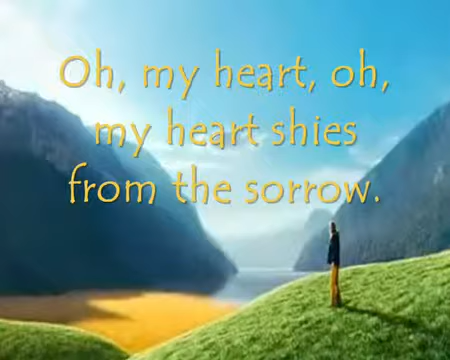 Oh, my heart, oh,
my heart shies
from the sorrow.